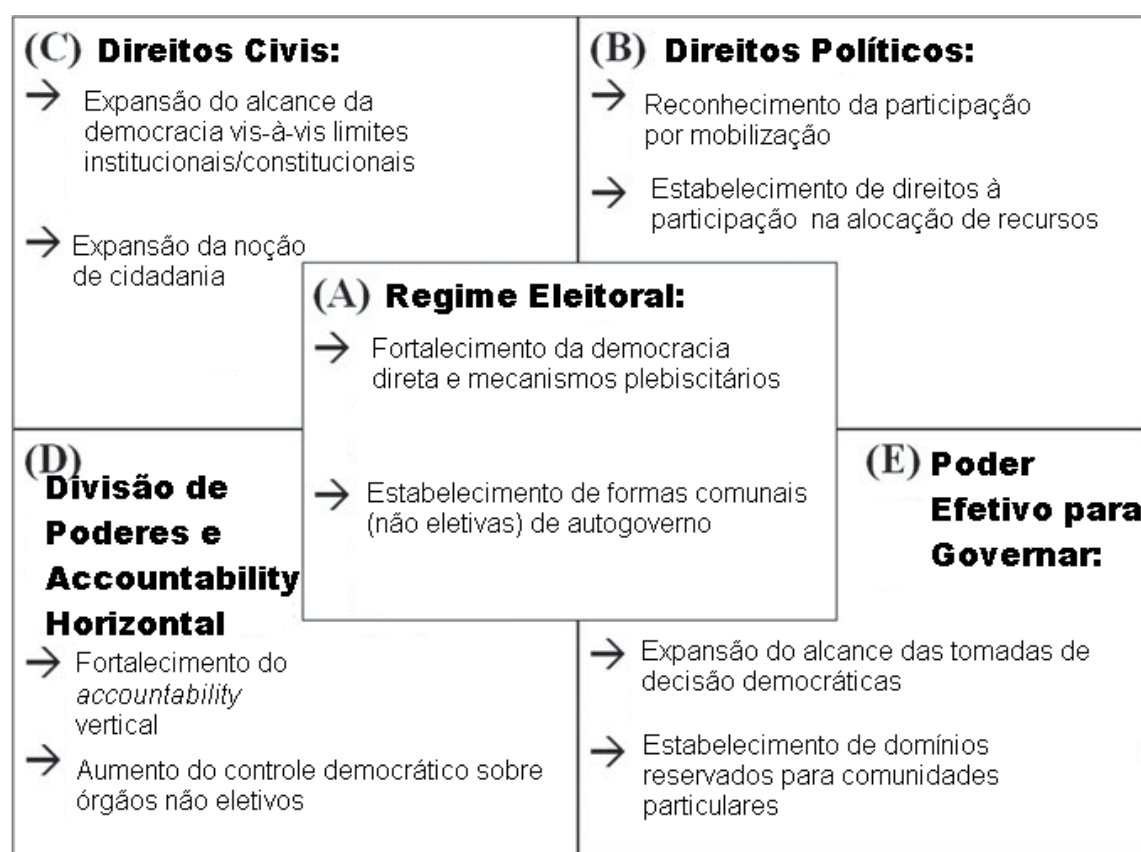 (C) Direitos Civis:
→ Expansão do alcance da
democracia vis-à-vis limites
institucionais/constitucionais
→ Expansão da noção
de cidadania
(B) Direitos Políticos:
→ Reconhecimento da participação
por mobilização
→ Estabelecimento de direitos à
participação na alocação de recursos
(A) Regime Eleitoral:
→ Fortalecimento da democracia
direta e mecanismos plebiscitários
→ Estabelecimento de formas comunais
(não eletivas) de autogoverno
(D)
Divisão de
Poderes e
Accountability
Horizontal
→ Fortalecimento do
accountability
vertical
→ Aumento do controle democrático sobre
órgãos não eletivos
(E) Poder
Efetivo para
Governar:
→ Expansão do alcance das tomadas de
decisão democráticas
→ Estabelecimento de domínios
reservados para comunidades
particulares